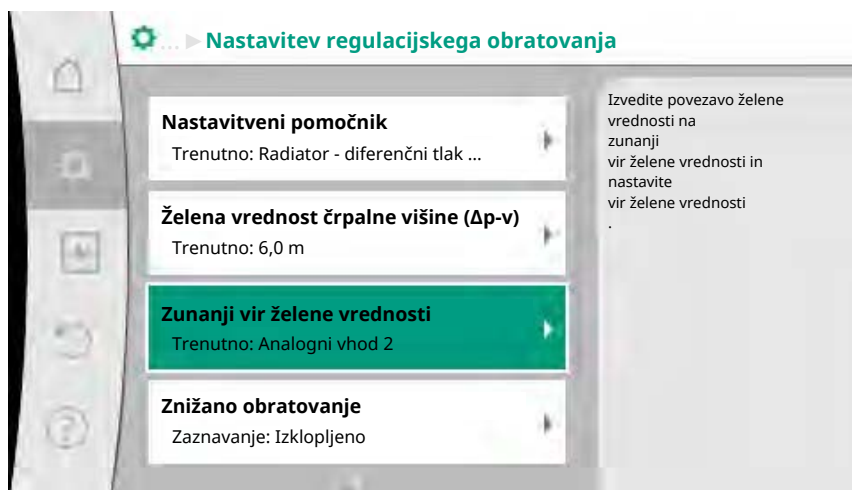 ... Nastavitev regulacijskega obratovanja
Nastavitveni pomočnik
Trenutno: Radiator - diferenčni tlak ...
Želena vrednost črpalne višine (Δp-v)
Trenutno: 6,0 m
Zunanji vir želene vrednosti
Trenutno: Analogni vhod 2
Znižano obratovanje
Zaznavanje: Izklopljeno
Izvedite povezavo želene
vrednosti na
zunanji
vir želene vrednosti in
nastavite
vir želene vrednosti
.